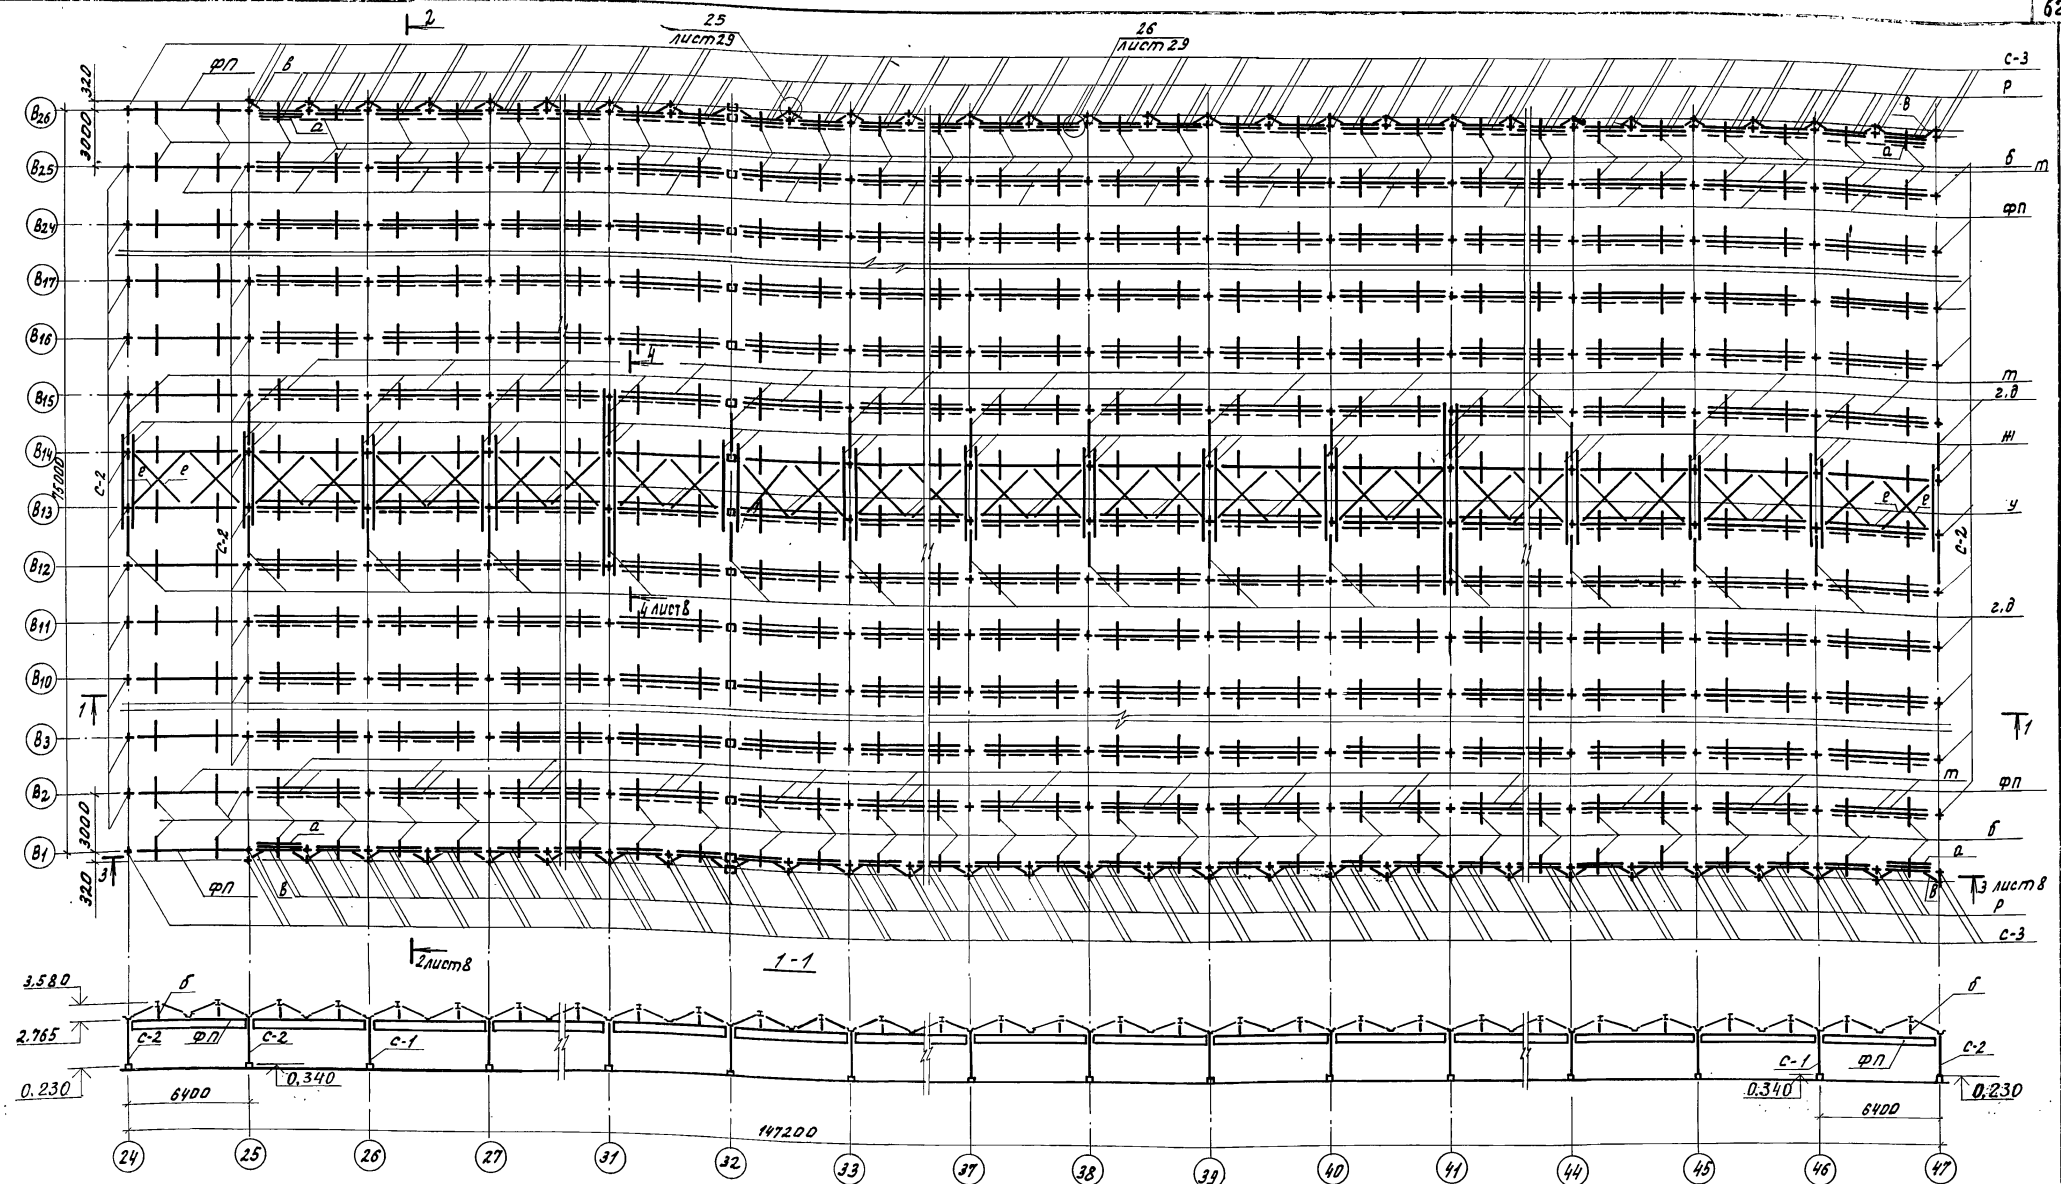 62
2
25
лист 29
26
лист 29
фп
в
с-3
р
320
В26
а
в
3000
а
б
т
В25
фп
В24
В17
В16
4
т
В15
г.д
ж
В14
с-2
е
е
75000
В13
с-2
е
е
у
с-2
В12
4 лист 8
г.д
В11
В10
1
1
В3
т
фп
В2
3000
а
б
В1
а
3
320
фп
в
в
3 лист 8
р
с-3
2 лист 8
1-1
3.580
б
б
2.765
с-2
фп
с-2
с-1
с-1
фп
с-2
0.230
0.340
0.340
0.230
6400
6400
147200
24
25
26
27
31
32
33
37
38
39
40
41
44
45
46
47